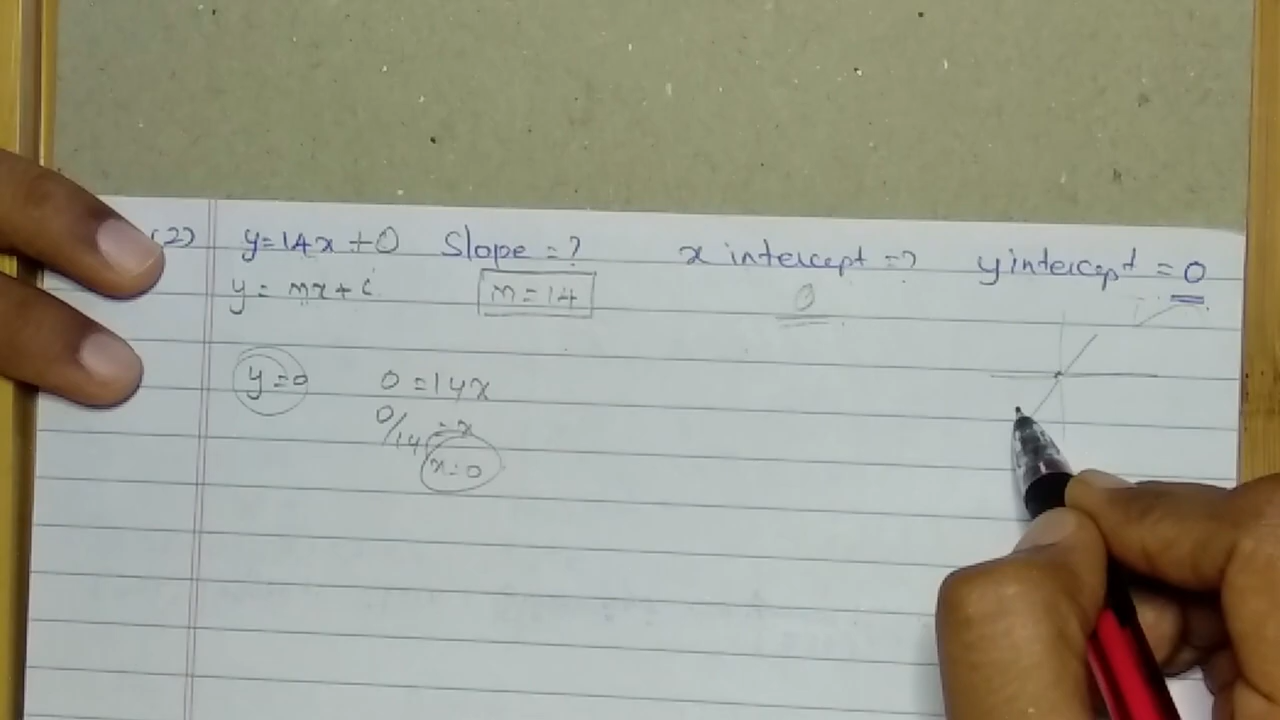 (2) y=14x+0 Slope=? x intercept=? y intercept=0
y=mx+c m=14 0
y=0 0=14x
0/14=x
x=0